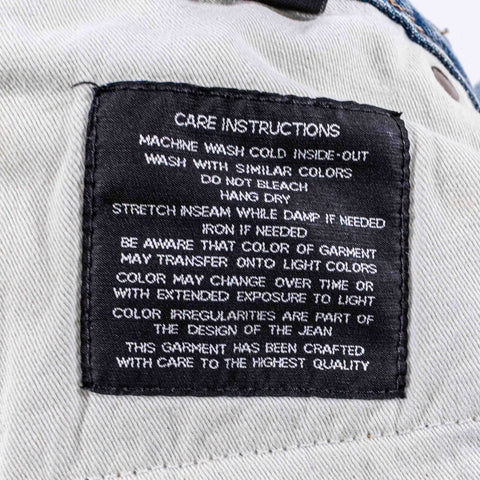 CARE INSTRUCTIONS
MACHINE WASH COLD INSIDE-OUT
WASH WITH SIMILAR COLORS
DO NOT BLEACH
HANG DRY
STRETCH INSEAM WHILE DAMP IF NEEDED
IRON IF NEEDED
BE AWARE THAT COLOR OF GARMENT
MAY TRANSFER ONTO LIGHT COLORS
COLOR MAY CHANGE OVER TIME OR
WITH EXTENDED EXPOSURE TO LIGHT
COLOR IRREGULARITIES ARE PART OF
THE DESIGN OF THE JEAN
THIS GARMENT HAS BEEN CRAFTED
WITH CARE TO THE HIGHEST QUALITY